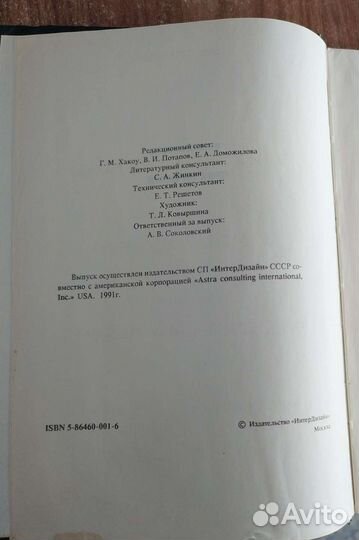 Редакционный совет:
Г. М. Хакоу, В. И. Потапов, Е. А. Доможилова
Литературный консультант:
С. А. Жинкин
Технический консультант:
Е. Т. Решетов
Художник:
Т. Л. Ковыршина
Ответственный за выпуск:
А. В. Соколовский
Выпуск осуществлен издательством СП «ИнтерДизайн» СССР со-
вместно с американской корпорацией «Astra consulting international,
Inc.» USA. 1991г.
ISBN 5-86460-001-6
© Издательство «ИнтерДизайн»
Москва
Avito